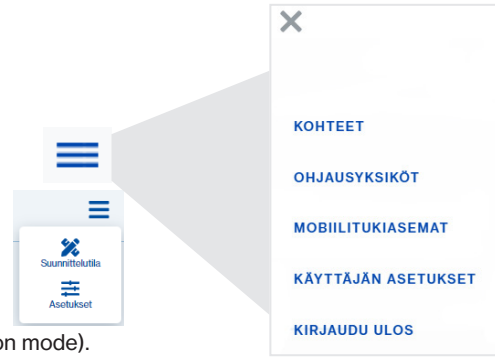 KOHTEET
OHJAUSYKSIKÖT
MOBIILITUKIASEMAT
KÄYTTÄJÄN ASETUKSET
KIRJAUDU ULOS
Suunnittelutila
Asetukset
on mode).